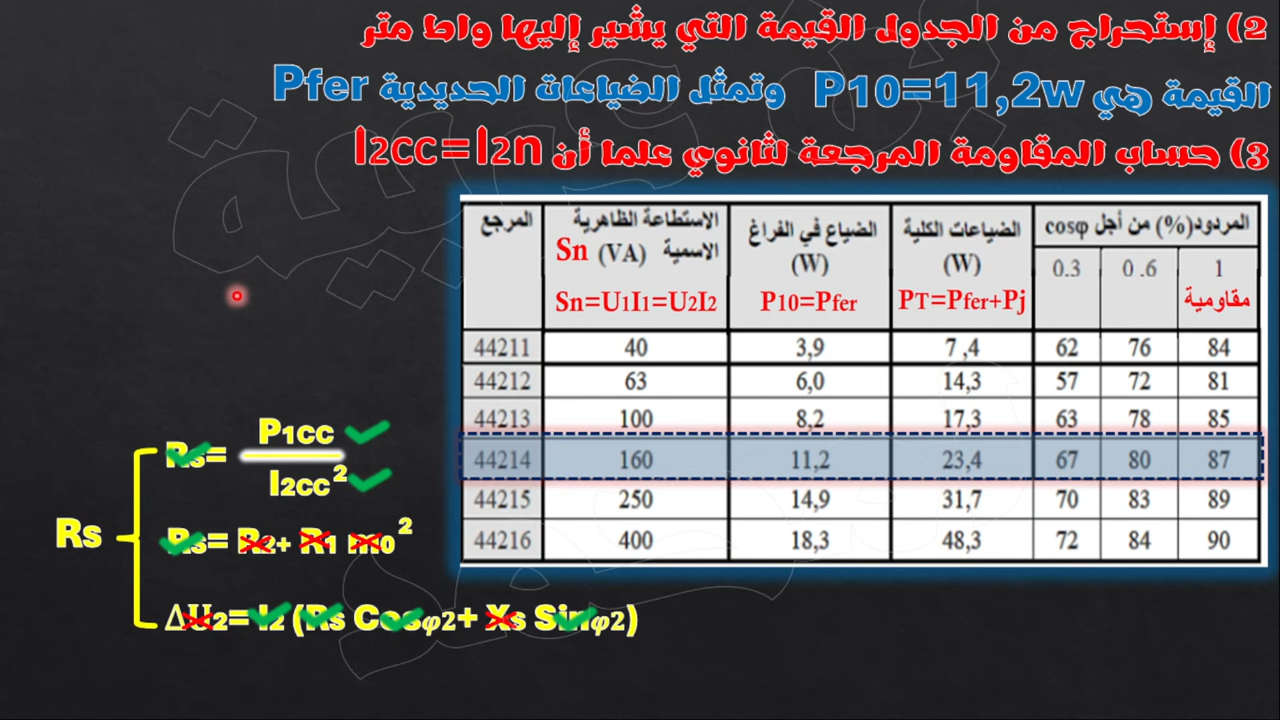 2) إستحراج من الجدول القيمة التي يشير إليها واط متر
القيمة هي P10=11,2w وتمثل الضياعات الحديدية Pfer
3) حساب المقاومة المرجعة لثانوي علما أن I2cc=I2n
المرجع | الاستطاعة الظاهرية الاسمية (VA) Sn | الضياع في الفراغ (W) | الضياعات الكلية (W) | المردود(%) من أجل cosφ
Sn=U1I1=U2I2 | P10=Pfer | PT=Pfer+Pj | 0.3 | 0.6 | 1 مقاومية
44211 | 40 | 3,9 | 7,4 | 62 | 76 | 84
44212 | 63 | 6,0 | 14,3 | 57 | 72 | 81
44213 | 100 | 8,2 | 17,3 | 63 | 78 | 85
44214 | 160 | 11,2 | 23,4 | 67 | 80 | 87
44215 | 250 | 14,9 | 31,7 | 70 | 83 | 89
44216 | 400 | 18,3 | 48,3 | 72 | 84 | 90
Rs
Rs= P1cc
I2cc²
Rs= R2+ R1 m0²
ΔU2= I2 (Rs Cosφ2+ Xs Sinφ2)